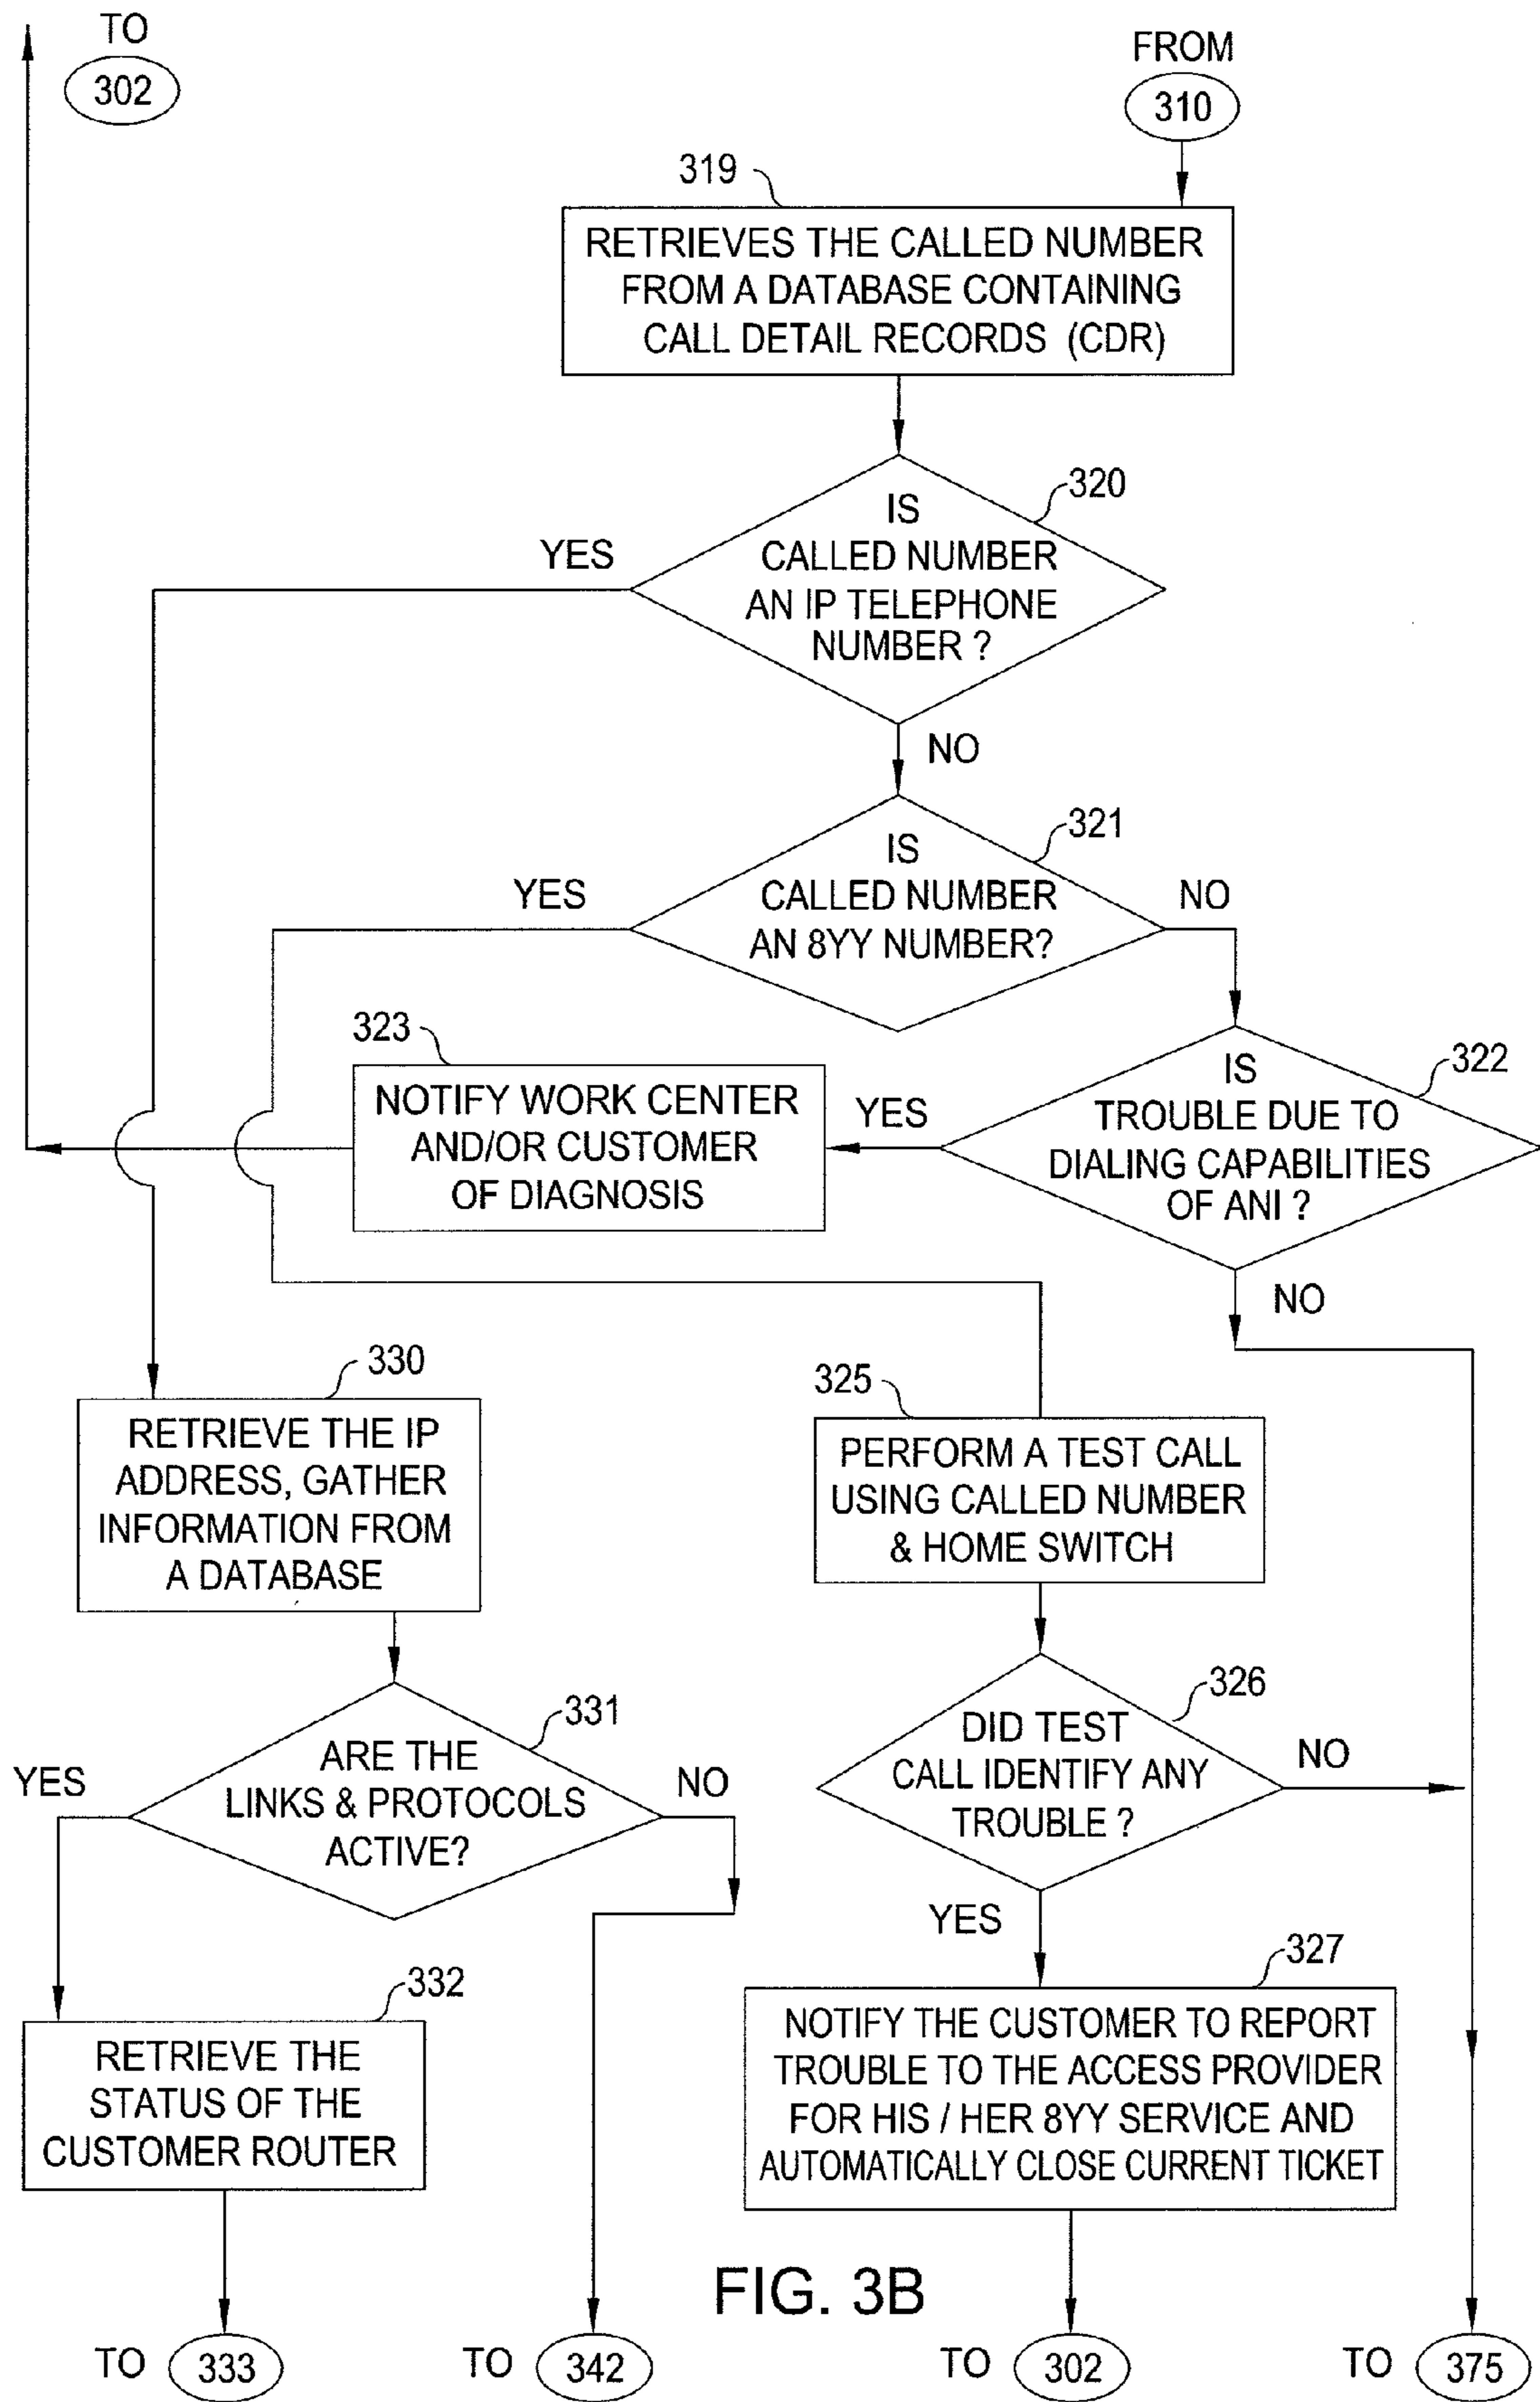 TO
302
FROM
310
319
RETRIEVES THE CALLED NUMBER
FROM A DATABASE CONTAINING
CALL DETAIL RECORDS (CDR)
320
IS
CALLED NUMBER
AN IP TELEPHONE
NUMBER ?
YES
NO
321
IS
CALLED NUMBER
AN 8YY NUMBER?
YES
NO
322
IS
TROUBLE DUE TO
DIALING CAPABILITIES
OF ANI ?
YES
NO
323
NOTIFY WORK CENTER
AND/OR CUSTOMER
OF DIAGNOSIS
330
RETRIEVE THE IP
ADDRESS, GATHER
INFORMATION FROM
A DATABASE
325
PERFORM A TEST CALL
USING CALLED NUMBER
& HOME SWITCH
331
ARE THE
LINKS & PROTOCOLS
ACTIVE?
YES
NO
326
DID TEST
CALL IDENTIFY ANY
TROUBLE ?
NO
YES
332
RETRIEVE THE
STATUS OF THE
CUSTOMER ROUTER
327
NOTIFY THE CUSTOMER TO REPORT
TROUBLE TO THE ACCESS PROVIDER
FOR HIS / HER 8YY SERVICE AND
AUTOMATICALLY CLOSE CURRENT TICKET
FIG. 3B
TO 333
TO 342
TO 302
TO 375